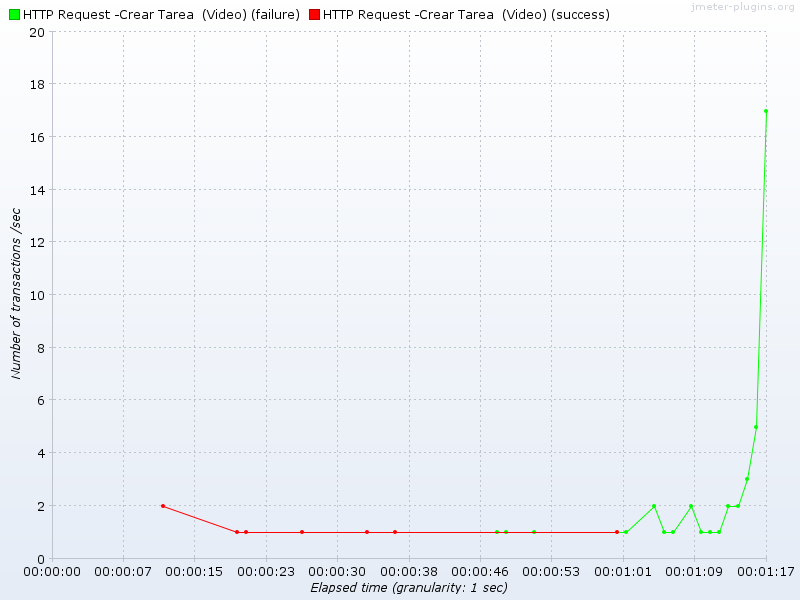 HTTP Request -Crear Tarea  (Video) (failure) HTTP Request -Crear Tarea  (Video) (success)
jmeter-plugins.org
20
18
16
14
12
10
8
6
4
2
0
Number of transactions /sec
00:00:00 00:00:07 00:00:15 00:00:23 00:00:30 00:00:38 00:00:46 00:00:53 00:01:01 00:01:09 00:01:17
Elapsed time (granularity: 1 sec)